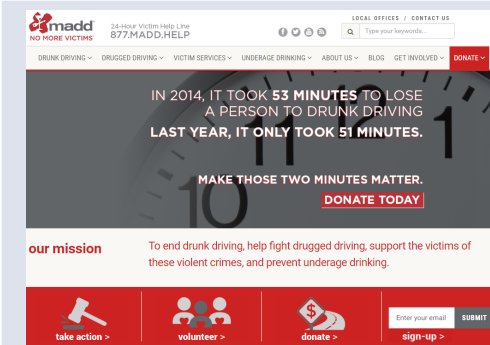 madd
NO MORE VICTIMS
24-Hour Victim Help Line
877.MADD.HELP
LOCAL OFFICES / CONTACT US
Type your keywords...
DRUNK DRIVING DRUGGED DRIVING VICTIM SERVICES UNDERAGE DRINKING ABOUT US BLOG GET INVOLVED DONATE
IN 2014, IT TOOK 53 MINUTES TO LOSE
A PERSON TO DRUNK DRIVING
LAST YEAR, IT ONLY TOOK 51 MINUTES.
MAKE THOSE TWO MINUTES MATTER.
DONATE TODAY
our mission
To end drunk driving, help fight drugged driving, support the victims of
these violent crimes, and prevent underage drinking.
Enter your email SUBMIT
take action > volunteer > donate > sign-up >